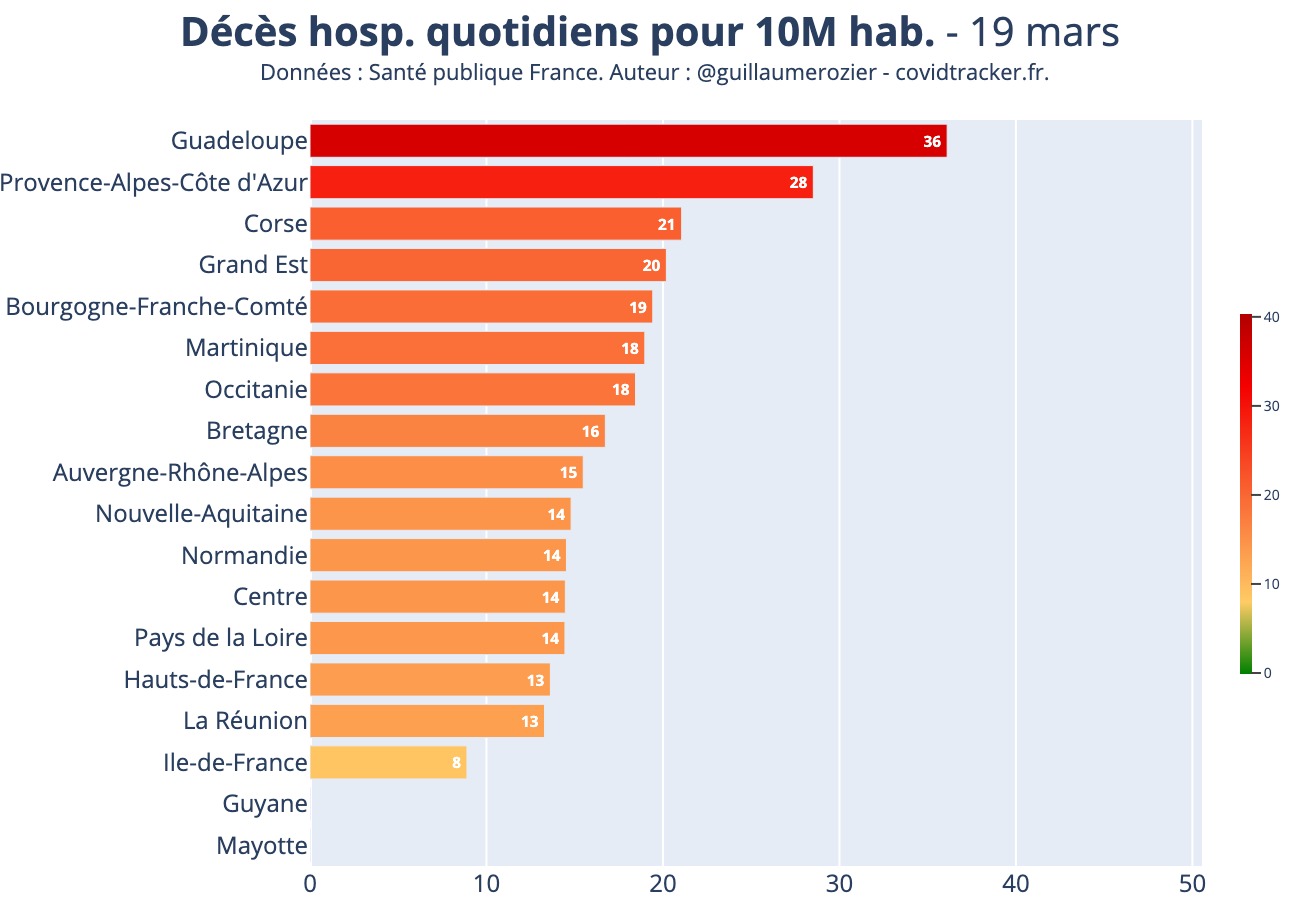 Décès hosp. quotidiens pour 10M hab. - 19 mars
Données : Santé publique France. Auteur : @guillaumerozier - covidtracker.fr.
Guadeloupe 36
Provence-Alpes-Côte d'Azur 28
Corse 21
Grand Est 20
Bourgogne-Franche-Comté 19
Martinique 18
Occitanie 18
Bretagne 16
Auvergne-Rhône-Alpes 15
Nouvelle-Aquitaine 14
Normandie 14
Centre 14
Pays de la Loire 14
Hauts-de-France 13
La Réunion 13
Ile-de-France 8
Guyane
Mayotte
0 10 20 30 40 50
40
30
20
10
0